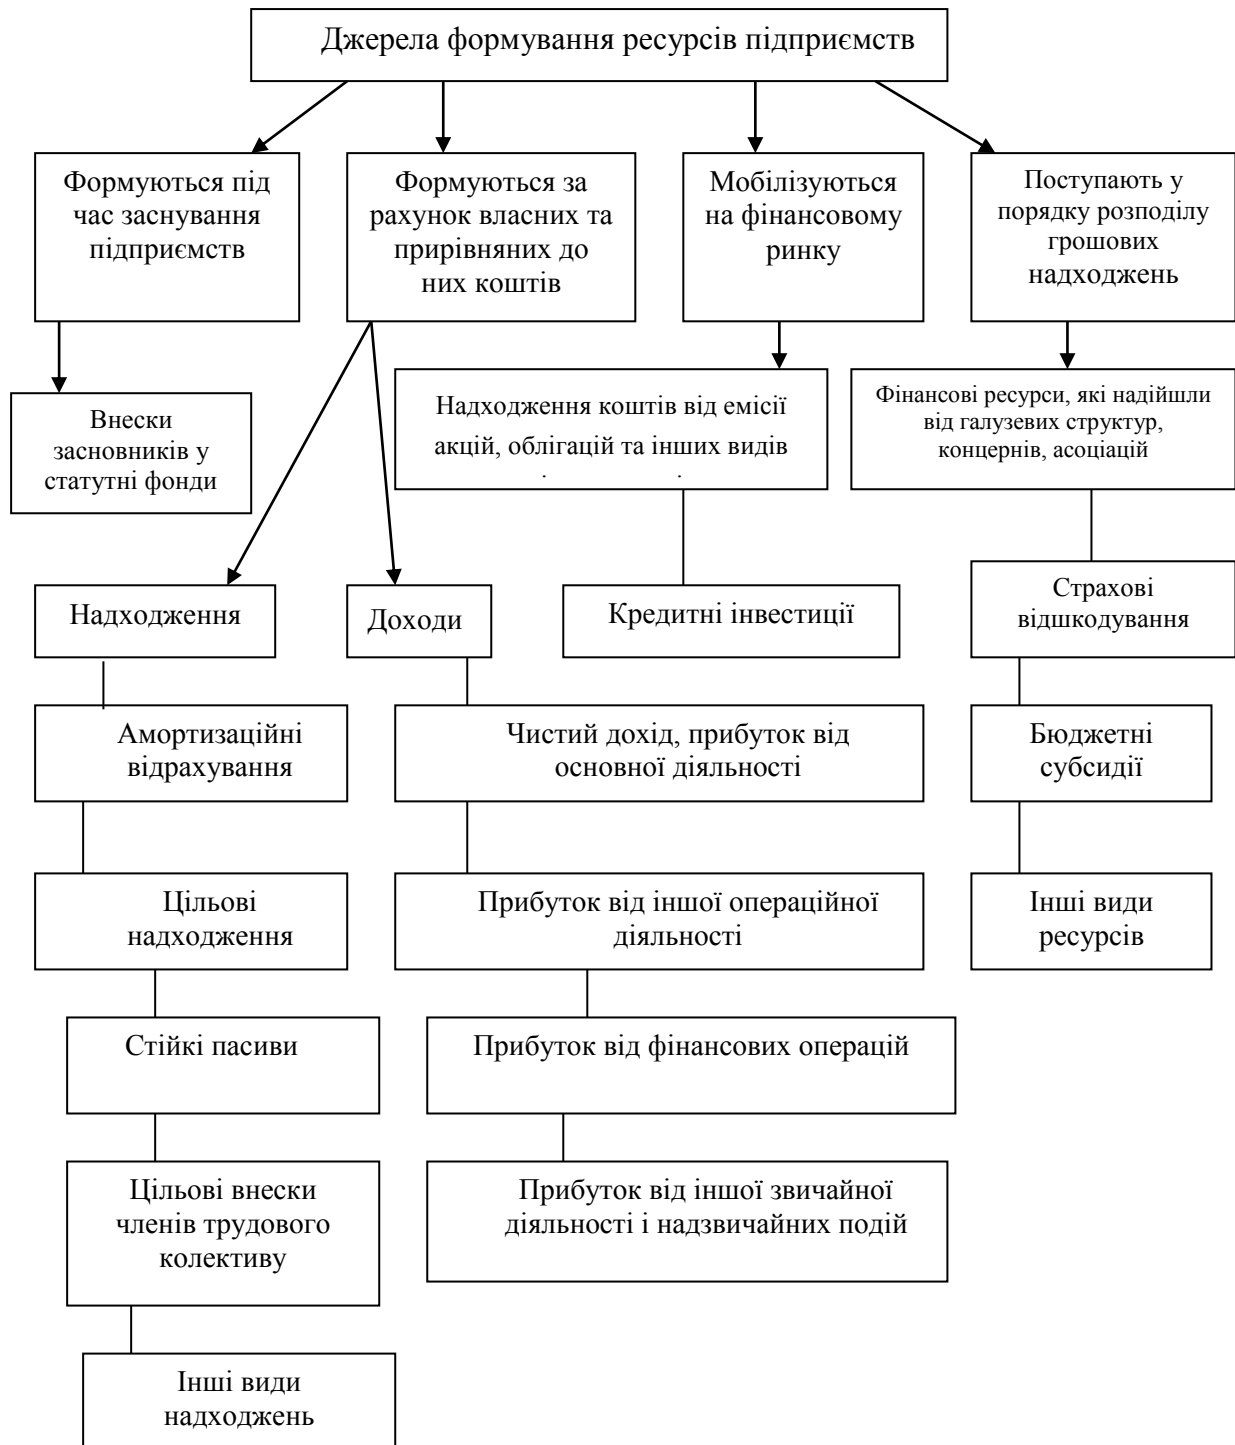 Джерела формування ресурсів підприємств
Формуються під
час заснування
підприємств
Формуються за
рахунок власних та
прирівняних до
них коштів
Мобілізуються
на фінансовому
ринку
Поступають у
порядку розподілу
грошових
надходжень
Внески
засновників у
статутні фонди
Надходження коштів від емісії
акцій, облігацій та інших видів
Фінансові ресурси, які надійшли
від галузевих структур,
концернів, асоціацій
Надходження
Доходи
Кредитні інвестиції
Страхові
відшкодування
Амортизаційні
відрахування
Чистий дохід, прибуток від
основної діяльності
Бюджетні
субсидії
Цільові
надходження
Прибуток від іншої операційної
діяльності
Інші види
ресурсів
Стійкі пасиви
Прибуток від фінансових операцій
Цільові внески
членів трудового
колективу
Прибуток від іншої звичайної
діяльності і надзвичайних подій
Інші види
надходжень